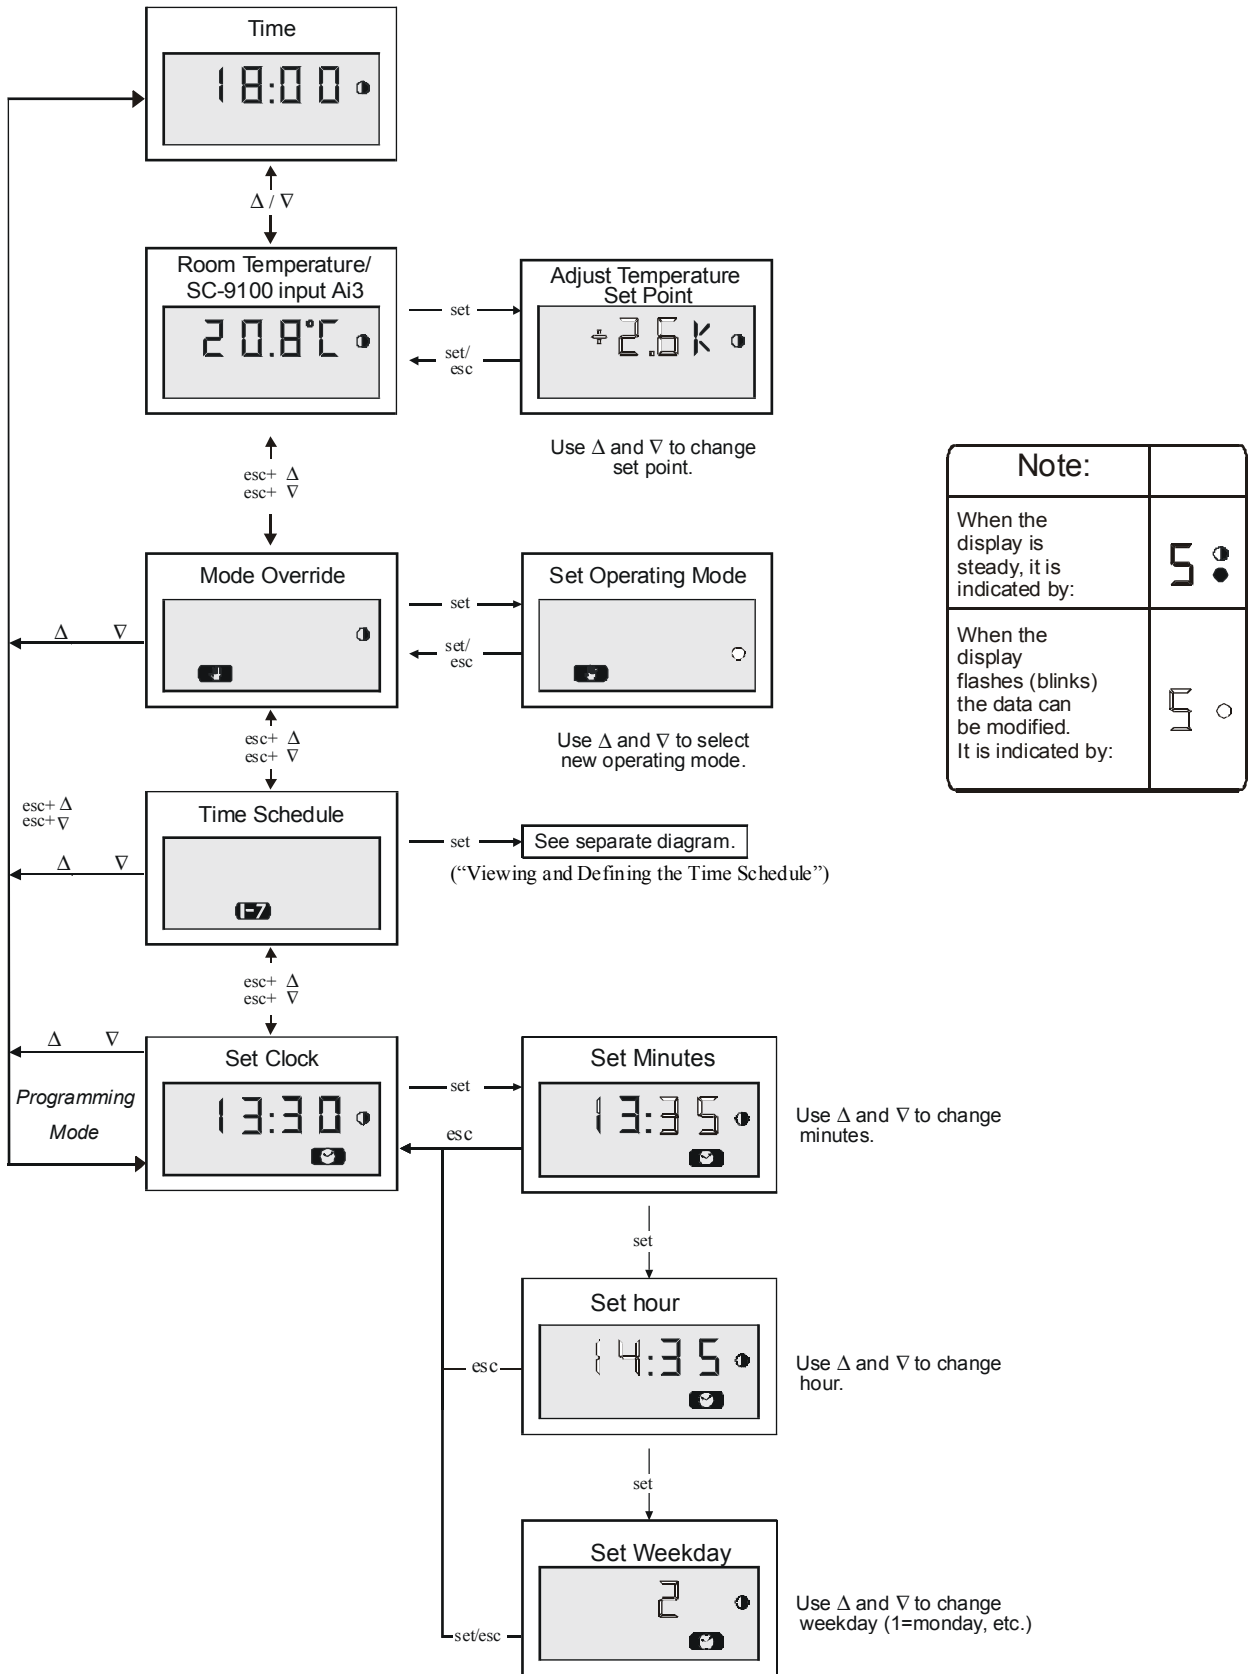 Time
18:00
Δ / ∇
Room Temperature/
SC-9100 input Ai3
20.8°C
set
set/
esc
Adjust Temperature
Set Point
+2.6K
Use Δ and ∇ to change
set point.
Note:
When the
display is
steady, it is
indicated by:
5
When the
display
flashes (blinks)
the data can
be modified.
It is indicated by:
5
esc+ Δ
esc+ ∇
Mode Override
set
set/
esc
Set Operating Mode
Δ ∇
Use Δ and ∇ to select
new operating mode.
esc+ Δ
esc+ ∇
esc+ Δ
esc+ ∇
Time Schedule
1-7
set
See separate diagram.
(“Viewing and Defining the Time Schedule”)
Δ ∇
esc+ Δ
esc+ ∇
Δ ∇
Programming
Mode
Set Clock
13:30
set
esc
Set Minutes
13:35
Use Δ and ∇ to change
minutes.
set
Set hour
14:35
esc
Use Δ and ∇ to change
hour.
set
Set Weekday
2
set/esc
Use Δ and ∇ to change
weekday (1=monday, etc.)